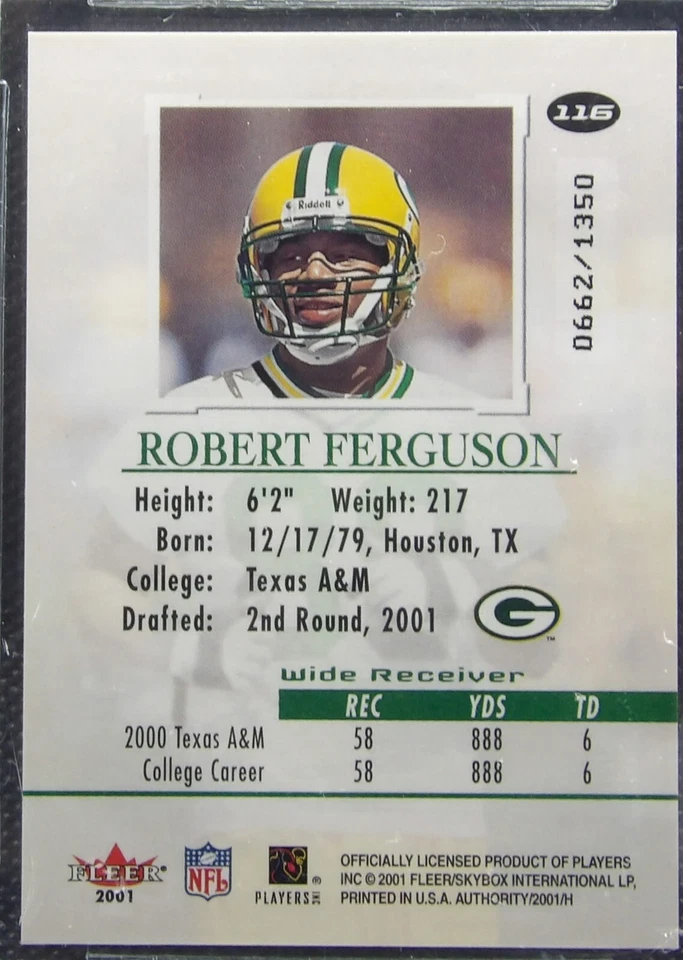 116
0662/1350
Riddell
ROBERT FERGUSON
Height: 6'2" Weight: 217
Born: 12/17/79, Houston, TX
College: Texas A&M
Drafted: 2nd Round, 2001
G
TM
Wide Receiver
REC YDS TD
2000 Texas A&M 58 888 6
College Career 58 888 6
FLEER®
2001
NFL
PLAYERS INC ®
OFFICIALLY LICENSED PRODUCT OF PLAYERS
INC © 2001 FLEER/SKYBOX INTERNATIONAL LP,
PRINTED IN U.S.A. AUTHORITY/2001/H